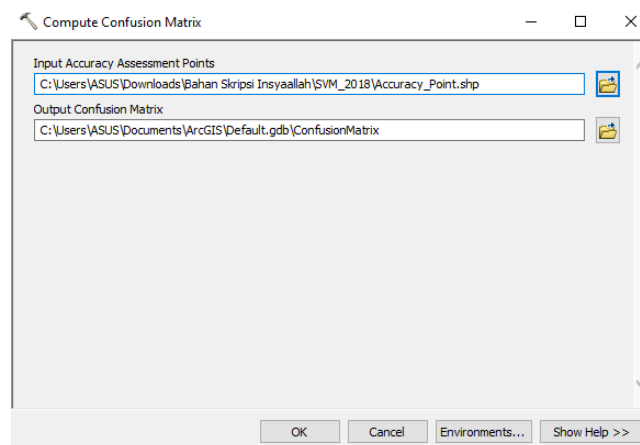 Compute Confusion Matrix
Input Accuracy Assessment Points
C:\Users\ASUS\Downloads\Bahan Skripsi Insyaallah\SVM_2018\Accuracy_Point.shp
Output Confusion Matrix
C:\Users\ASUS\Documents\ArcGIS\Default.gdb\ConfusionMatrix
OK
Cancel
Environments...
Show Help >>